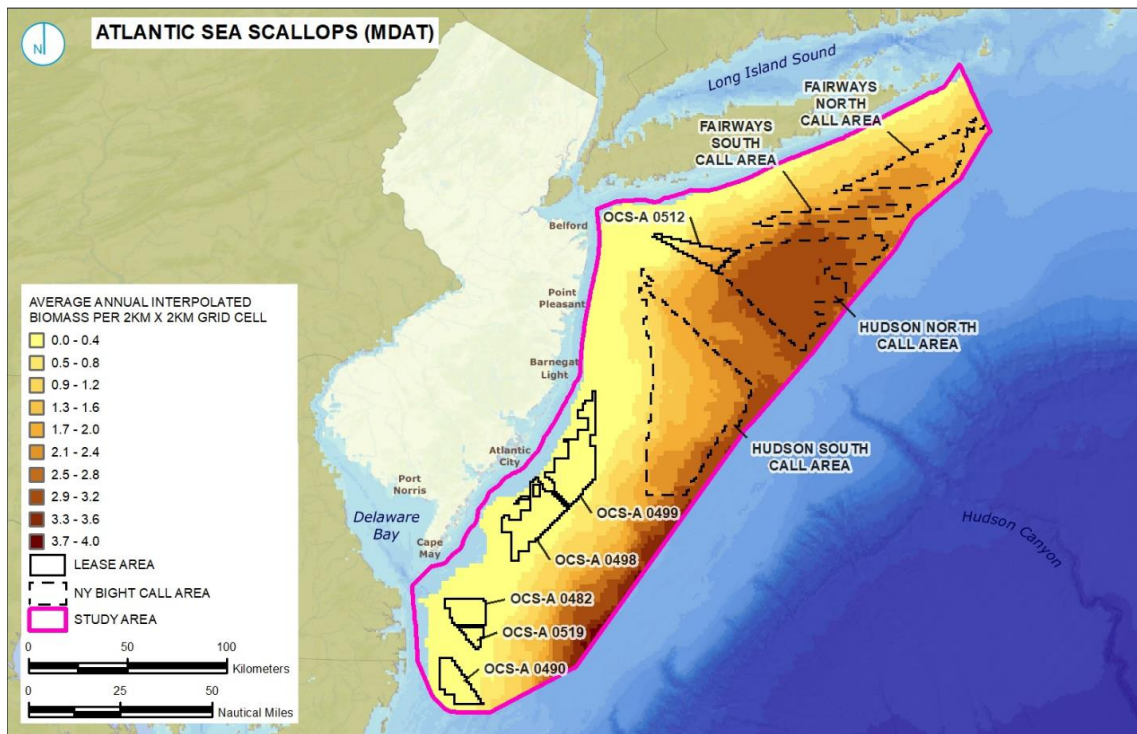 ATLANTIC SEA SCALLOPS (MDAT)
N
Long Island Sound
FAIRWAYS
NORTH
CALL AREA
FAIRWAYS
SOUTH
CALL AREA
OCS-A 0512
Belford
Point
Pleasant
Barnegat
Light
HUDSON NORTH
CALL AREA
HUDSON SOUTH
CALL AREA
Atlantic
City
Port
Norris
Delaware
Bay
Cape
May
OCS-A 0499
OCS-A 0498
OCS-A 0482
OCS-A 0519
OCS-A 0490
Hudson Canyon
AVERAGE ANNUAL INTERPOLATED
BIOMASS PER 2KM X 2KM GRID CELL
0.0 - 0.4
0.5 - 0.8
0.9 - 1.2
1.3 - 1.6
1.7 - 2.0
2.1 - 2.4
2.5 - 2.8
2.9 - 3.2
3.3 - 3.6
3.7 - 4.0
LEASE AREA
NY BIGHT CALL AREA
STUDY AREA
0 50 100
Kilometers
0 25 50
Nautical Miles